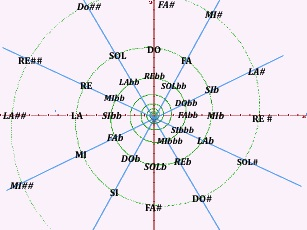 Do## FA#
MI#
DO
SOL FA
RE## LA#
REbb
LAbb SOLbb
RE SIb
MIbb DObb
LA## LA SIbb FAbb MIb RE #
SIbbb
FAb MIbbb LAb
MI DOb REb SOL#
SOLb
MI##
SI DO#
FA#